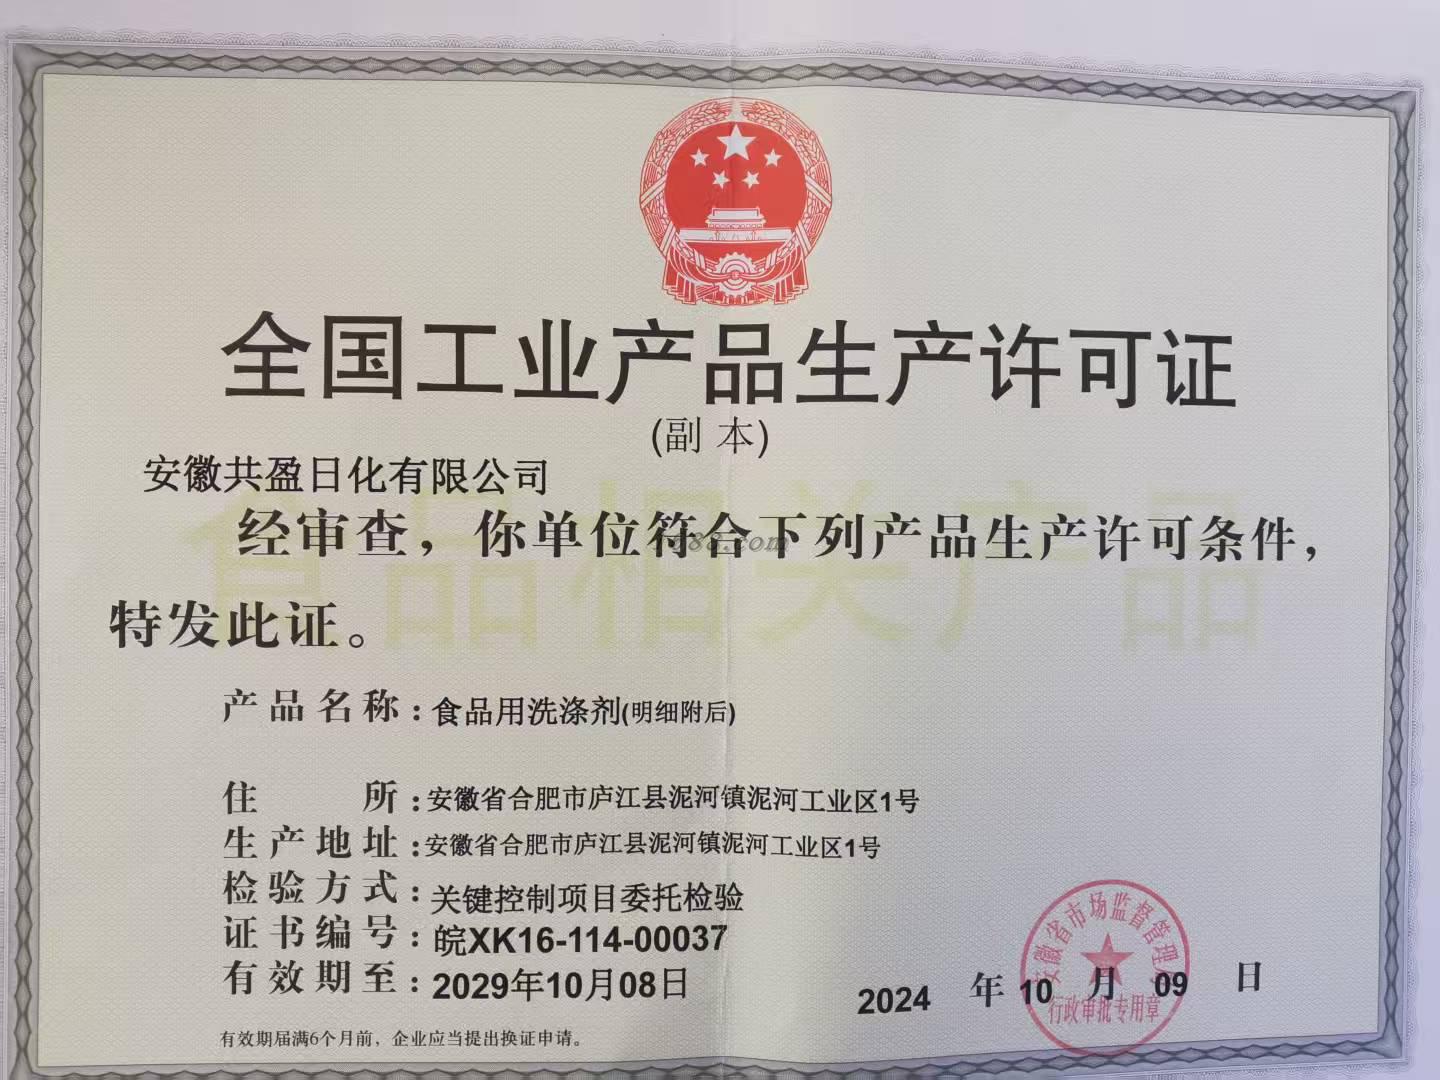 全国工业产品生产许可证
(副 本)
安徽共盈日化有限公司
食品相关产品
经审查，你单位符合下列产品生产许可条件，
1688.com
特发此证。
产品名称：食品用洗涤剂(明细附后)
住 所：安徽省合肥市庐江县泥河镇泥河工业区1号
生产地址：安徽省合肥市庐江县泥河镇泥河工业区1号
检验方式：关键控制项目委托检验
证书编号：皖XK16-114-00037
有效期至：2029年10月08日
2024 年 10 月 09 日
安徽省市场监督管理局
行政审批专用章
有效期届满6个月前，企业应当提出换证申请。